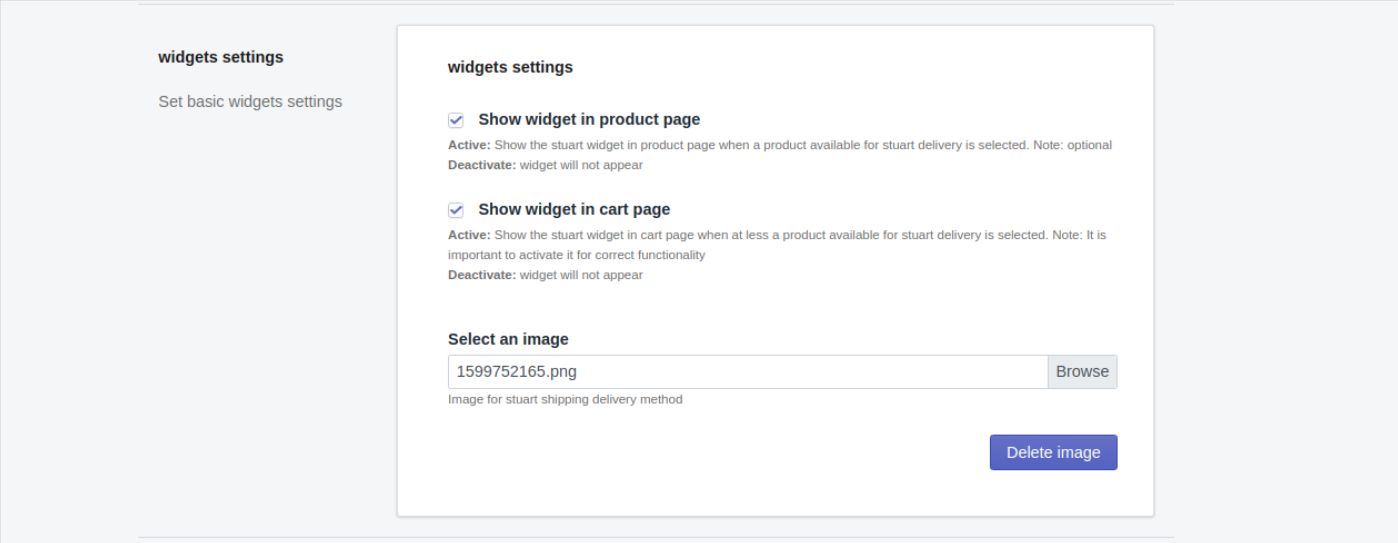 widgets settings
Set basic widgets settings
widgets settings
Show widget in product page
Active: Show the stuart widget in product page when a product available for stuart delivery is selected. Note: optional
Deactivate: widget will not appear
Show widget in cart page
Active: Show the stuart widget in cart page when at less a product available for stuart delivery is selected. Note: It is
important to activate it for correct functionality
Deactivate: widget will not appear
Select an image
1599752165.png
Browse
Image for stuart shipping delivery method
Delete image